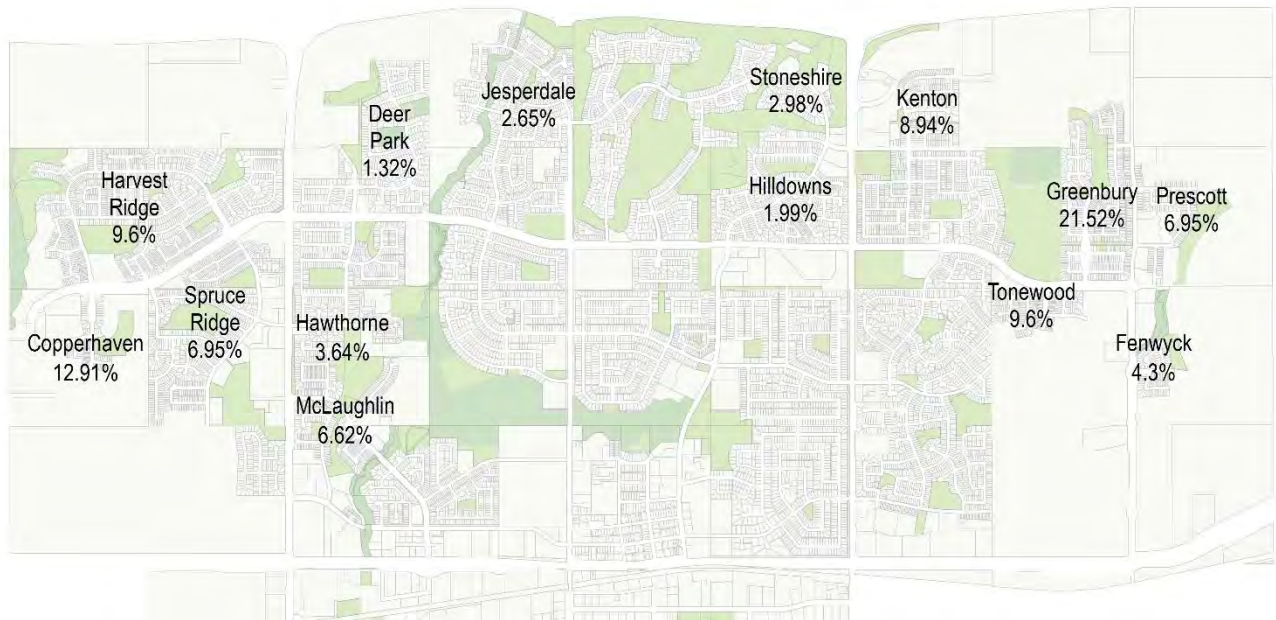 Stoneshire
2.98%
Jesperdale
2.65%
Kenton
8.94%
Deer
Park
1.32%
Harvest
Ridge
9.6%
Hilldowns
1.99%
Greenbury
21.52%
Prescott
6.95%
Spruce
Ridge
6.95%
Tonewood
9.6%
Copperhaven
12.91%
Hawthorne
3.64%
Fenwyck
4.3%
McLaughlin
6.62%